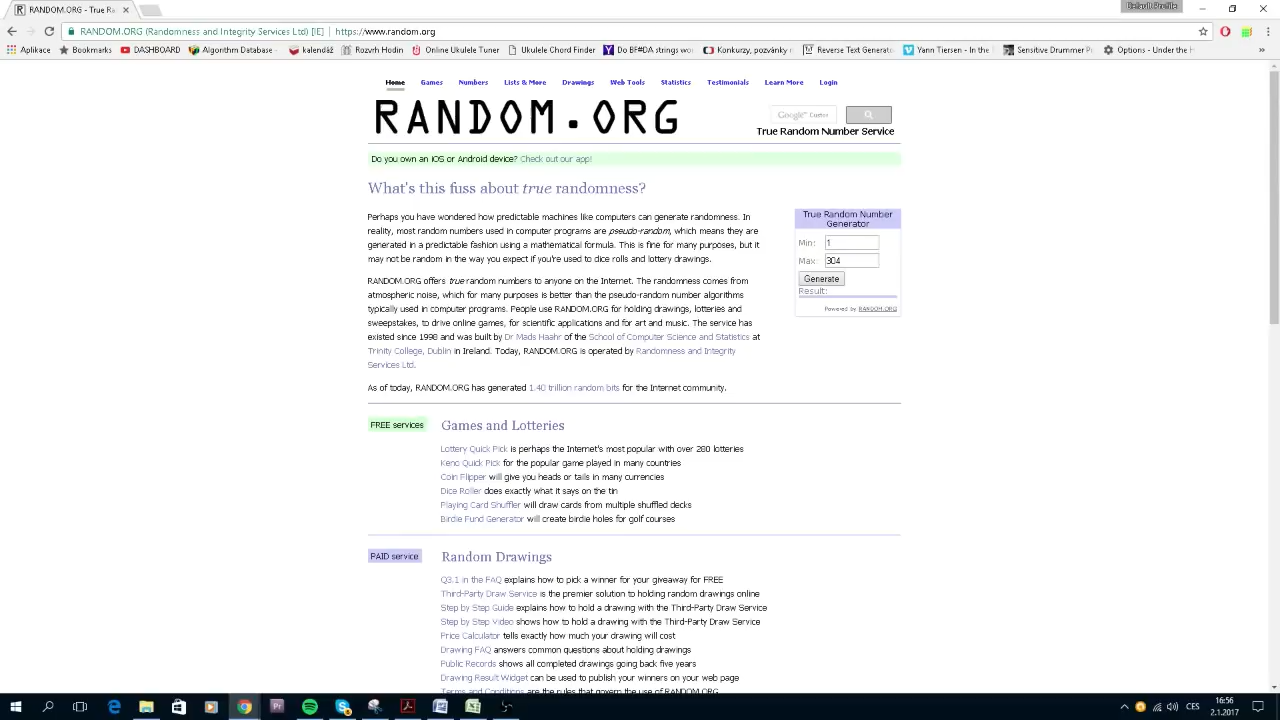 RANDOM.ORG - True Ra
Default Profile
RANDOM.ORG (Randomness and Integrity Services Ltd) [IE] | https://www.random.org
Aplikace
Bookmarks
DASHBOARD
Algorithm Database
kalendář
Rozvrh Hodin
Online Ukulele Tuner
Ukulele Chord Finder
Do BF#DA strings wo
Konkurzy, pozvánky
Reverse Text Generato
Yann Tiersen - In th
Sensitive Drummer P
Options - Under the H
Home Games Numbers Lists & More Drawings Web Tools Statistics Testimonials Learn More Login
RANDOM.ORG
Google Custom
True Random Number Service
Do you own an iOS or Android device? Check out our app!
What's this fuss about true randomness?
Perhaps you have wondered how predictable machines like computers can generate randomness. In
reality, most random numbers used in computer programs are pseudo-random, which means they are
generated in a predictable fashion using a mathematical formula. This is fine for many purposes, but it
may not be random in the way you expect if you're used to dice rolls and lottery drawings.
RANDOM.ORG offers true random numbers to anyone on the Internet. The randomness comes from
atmospheric noise, which for many purposes is better than the pseudo-random number algorithms
typically used in computer programs. People use RANDOM.ORG for holding drawings, lotteries and
sweepstakes, to drive online games, for scientific applications and for art and music. The service has
existed since 1998 and was built by Dr Mads Haahr of the School of Computer Science and Statistics at
Trinity College, Dublin in Ireland. Today, RANDOM.ORG is operated by Randomness and Integrity
Services Ltd.
As of today, RANDOM.ORG has generated 1.40 trillion random bits for the Internet community.
True Random Number
Generator
Min: 1
Max: 304
Generate
Result:
Powered by RANDOM.ORG
FREE services
Games and Lotteries
Lottery Quick Pick is perhaps the Internet's most popular with over 280 lotteries
Keno Quick Pick for the popular game played in many countries
Coin Flipper will give you heads or tails in many currencies
Dice Roller does exactly what it says on the tin
Playing Card Shuffler will draw cards from multiple shuffled decks
Birdie Fund Generator will create birdie holes for golf courses
PAID service
Random Drawings
Q3.1 in the FAQ explains how to pick a winner for your giveaway for FREE
Third-Party Draw Service is the premier solution to holding random drawings online
Step by Step Guide explains how to hold a drawing with the Third-Party Draw Service
Step by Step Video shows how to hold a drawing with the Third-Party Draw Service
Price Calculator tells exactly how much your drawing will cost
Drawing FAQ answers common questions about holding drawings
Public Records shows all completed drawings going back five years
Drawing Result Widget can be used to publish your winners on your web page
Terms and Conditions are the rules that govern the use of RANDOM.ORG
CES
16:56
2.1.2017